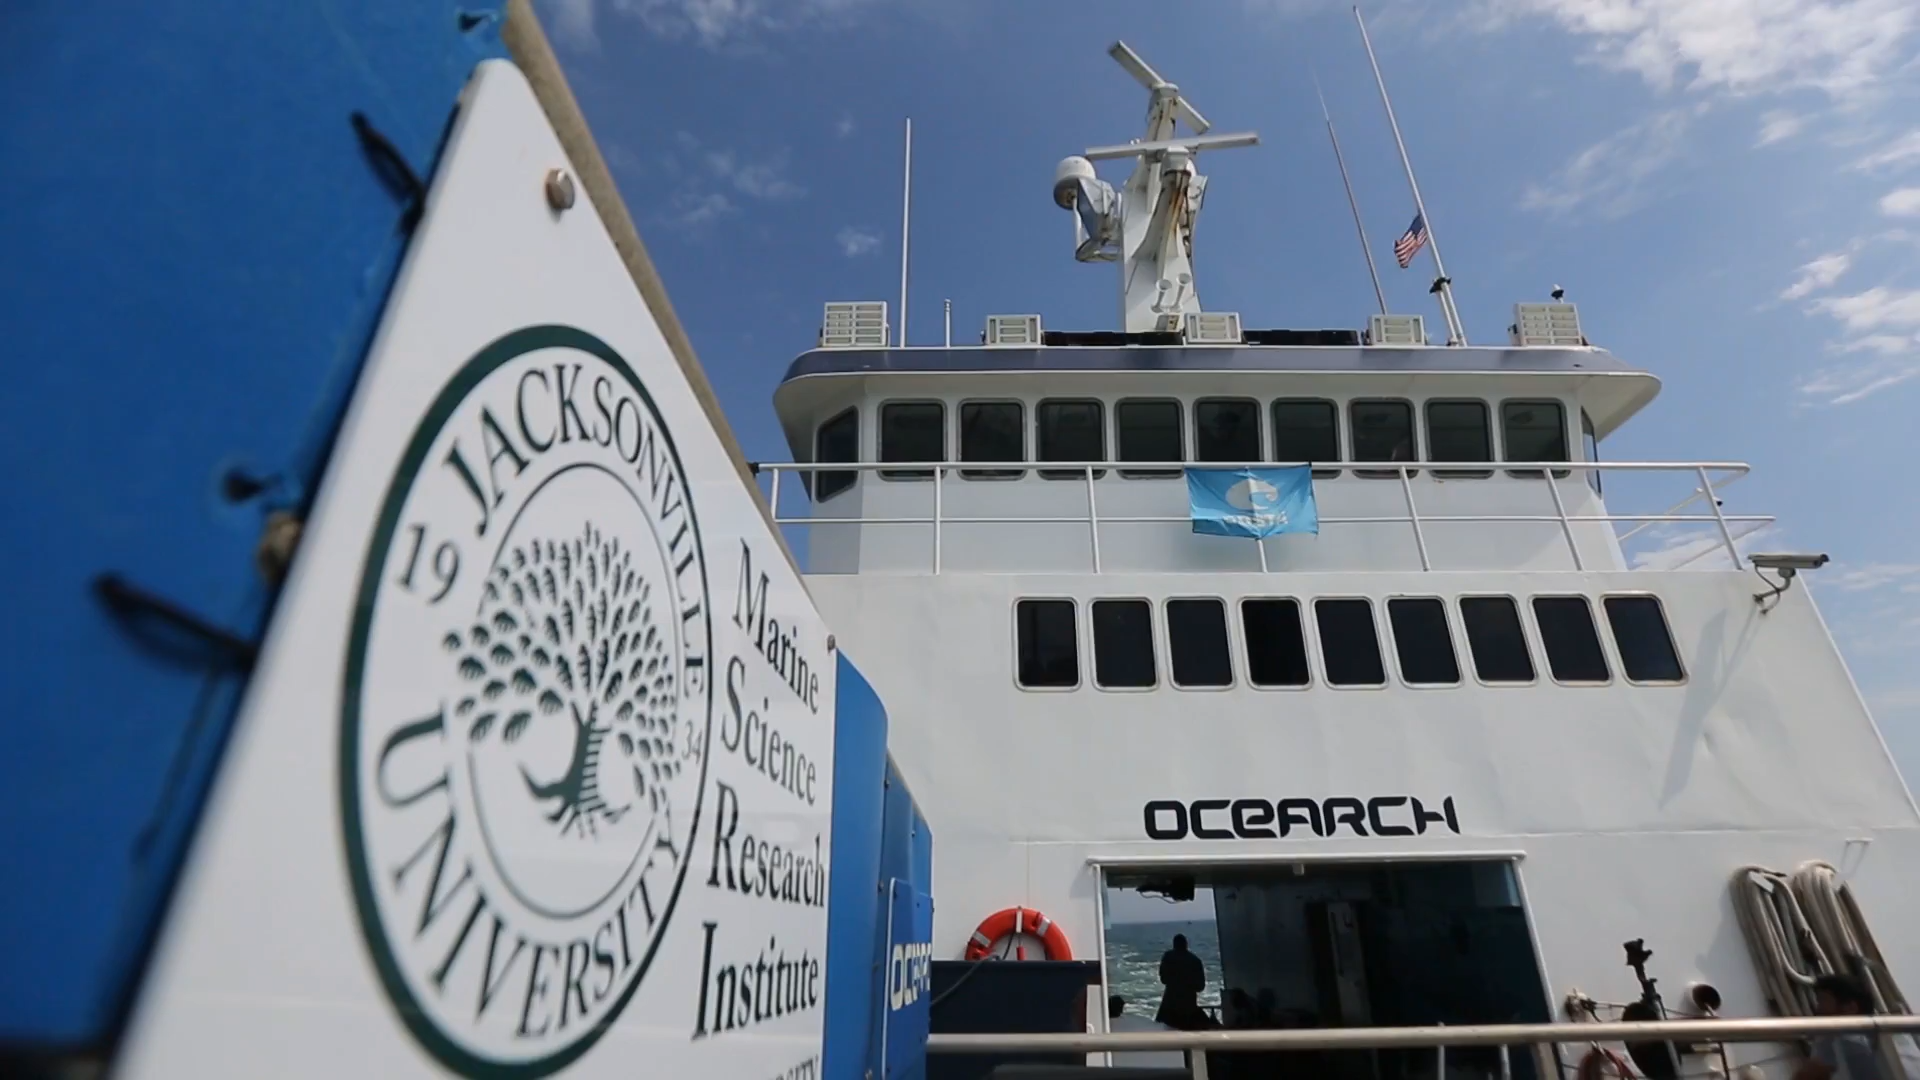 JACKSONVILLE
19
34
UNIVERSITY
Marine
Science
Research
Institute
OCEARCH